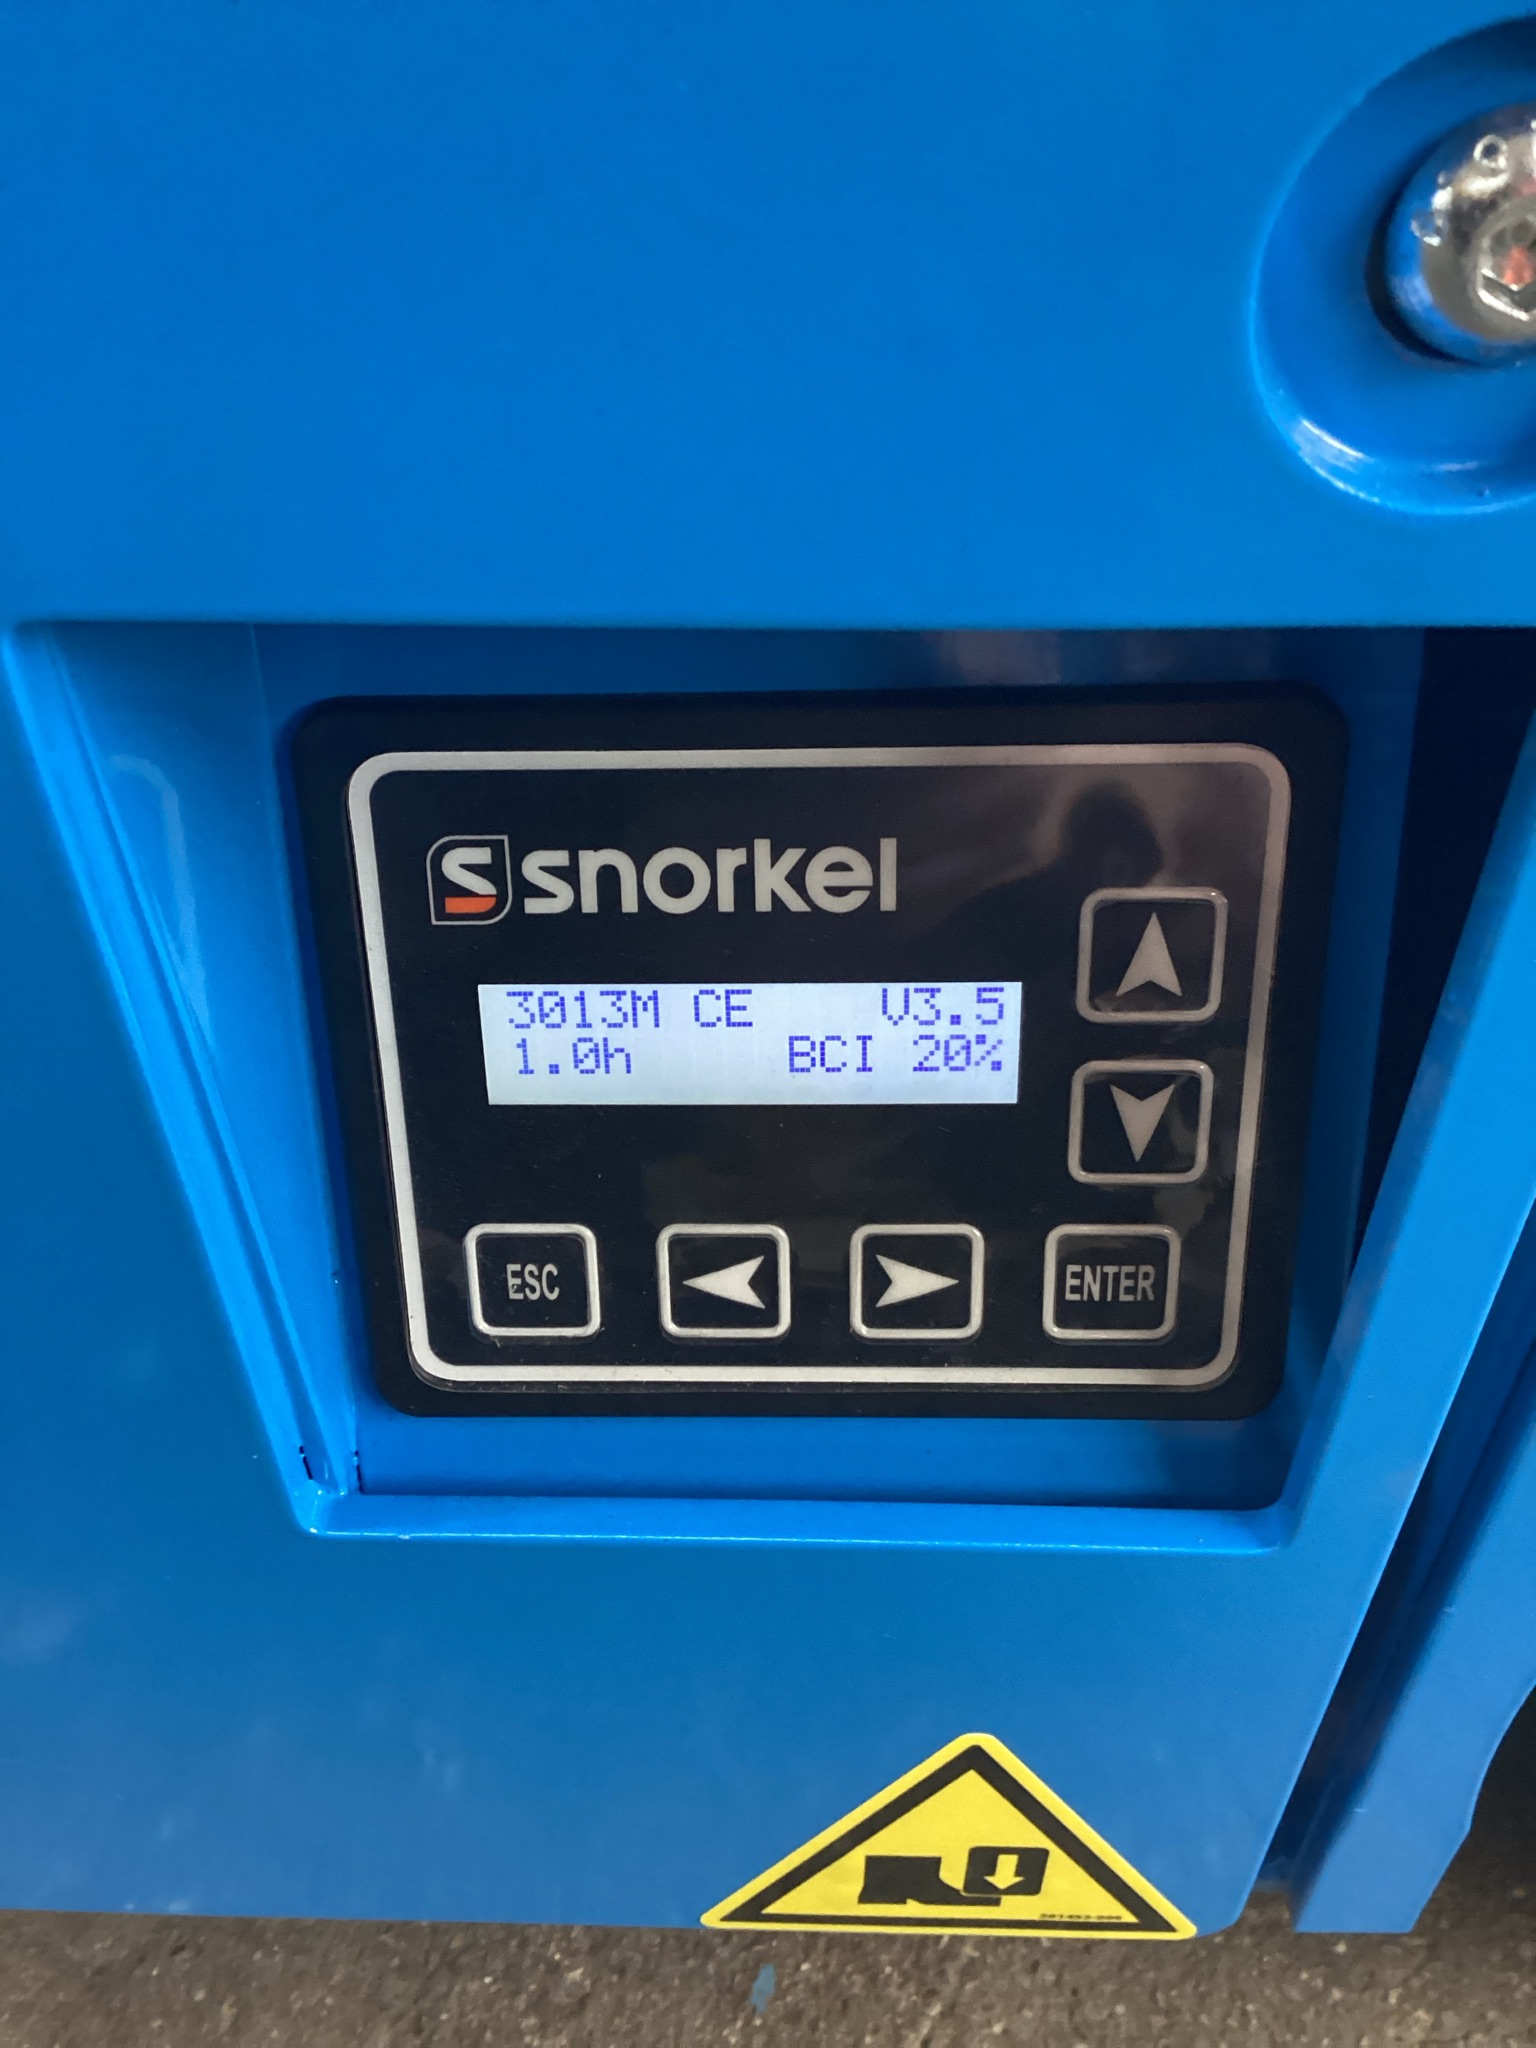 snorkel
3013M CE V3.5
1.0h BCI 20%
ESC
ENTER